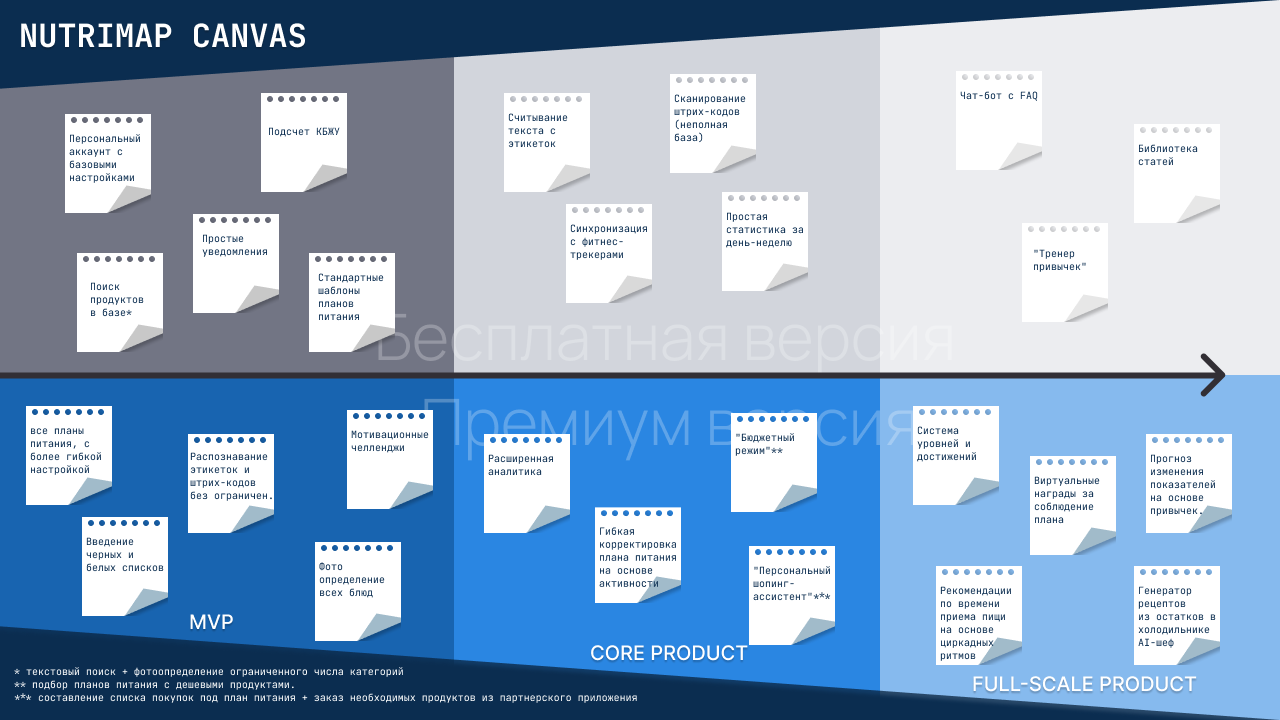 NUTRIMAP CANVAS
Персональный
аккаунт с
базовыми
настройками
Подсчет КБЖУ
Простые
уведомления
Поиск
продуктов
в базе*
Стандартные
шаблоны
планов
питания
Считывание
текста с
этикеток
Сканирование
штрих-кодов
(неполная
база)
Синхронизация
с фитнес-
трекерами
Простая
статистика за
день-неделю
Чат-бот с FAQ
Библиотека
статей
"Тренер
привычек"
Бесплатная версия
Премиум версия
все планы
питания, с
более гибкой
настройкой
Распознавание
этикеток и
штрих-кодов
без ограничен.
Мотивационные
челленджи
Введение
черных и
белых списков
Фото
определение
всех блюд
MVP
Расширенная
аналитика
"Бюджетный
режим"**
Гибкая
корректировка
плана питания
на основе
активности
"Персональный
шопинг-
ассистент"***
CORE PRODUCT
Система
уровней и
достижений
Виртуальные
награды за
соблюдение
плана
Прогноз
изменения
показателей
на основе
привычек.
Рекомендации
по времени
приема пищи
на основе
циркадных
ритмов
Генератор
рецептов
из остатков в
холодильнике
AI-шеф
FULL-SCALE PRODUCT
* текстовый поиск + фотоопределение ограниченного числа категорий
** подбор планов питания с дешевыми продуктами.
*** составление списка покупок под план питания + заказ необходимых продуктов из партнерского приложения